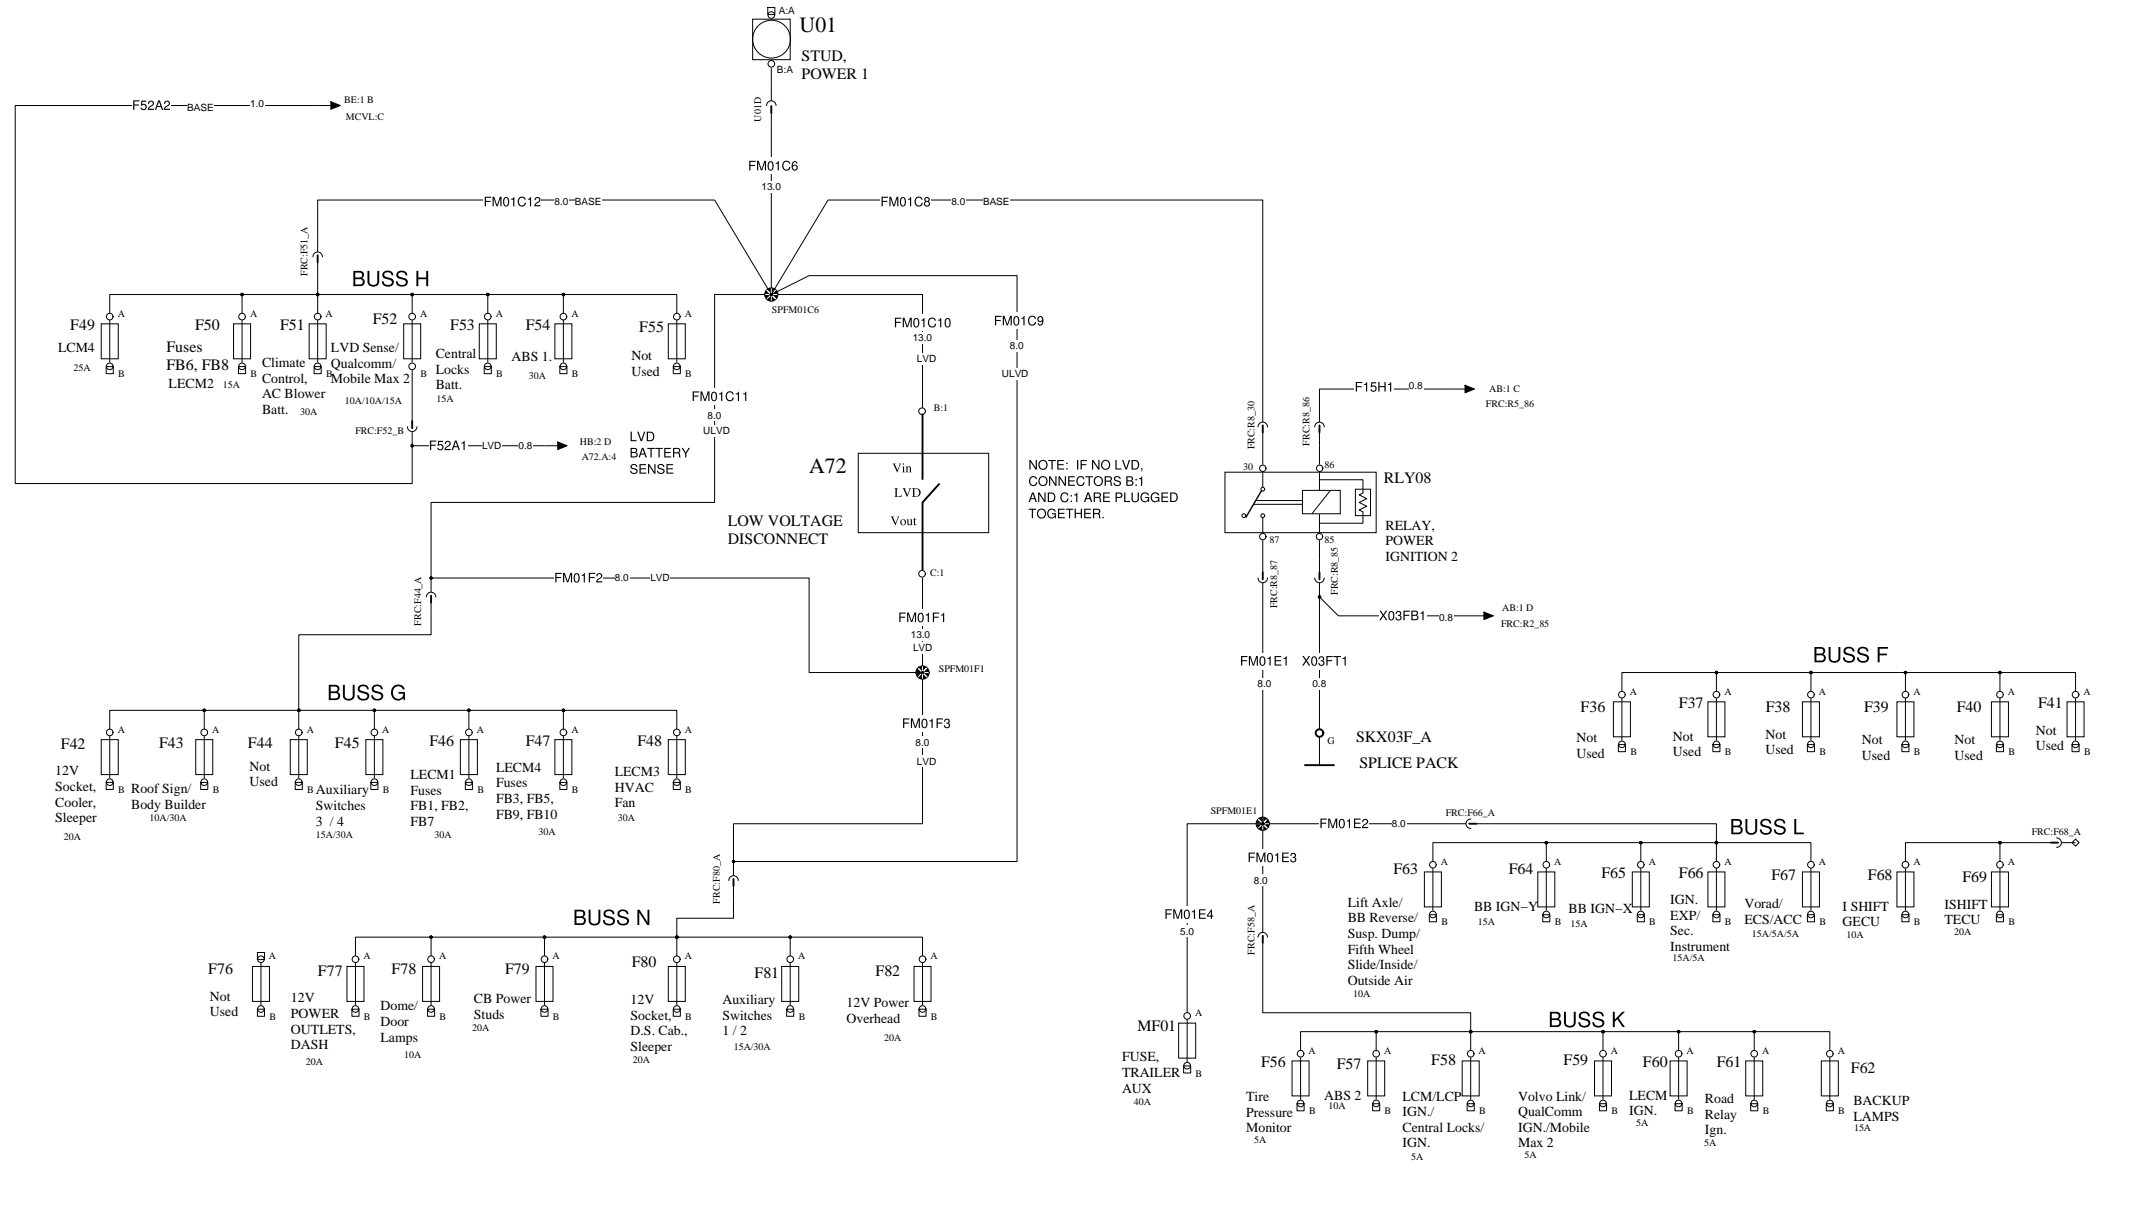 A:A
U01
STUD,
POWER 1
B:A
U01D
F52A2 BASE 1.0
BE:1 B
MCVL:C
FM01C6
13.0
FM01C12 8.0 BASE
FM01C8 8.0 BASE
FRC:F51_A
BUSS H
SPFM01C6
F49
A
LCM4
25A
B
F50
A
Fuses
FB6, FB8
LECM2 15A
B
F51
A
Climate
Control,
AC Blower
Batt. 30A
B
F52
A
LVD Sense/
Qualcomm/
Mobile Max 2
10A/10A/15A
B
FRC:F52_B
F53
A
Central
Locks
Batt.
15A
B
F54
A
ABS 1.
30A
B
F55
A
Not
Used
B
F52A1 LVD 0.8
HB:2 D
A72.A:4
LVD
BATTERY
SENSE
FM01C11
8.0
ULVD
FM01C10
13.0
LVD
FM01C9
8.0
ULVD
B:1
A72
Vin
LVD
Vout
LOW VOLTAGE
DISCONNECT
C:1
NOTE: IF NO LVD,
CONNECTORS B:1
AND C:1 ARE PLUGGED
TOGETHER.
F15H1 0.8
AB:1 C
FRC:R5_86
FRC:R8_30
FRC:R8_86
30
86
RLY08
RELAY,
POWER
IGNITION 2
87
85
FRC:R8_87
FRC:R8_85
X03FB1 0.8
AB:1 D
FRC:R2_85
FM01F2 8.0 LVD
FRC:F44_A
FM01F1
13.0
LVD
SPFM01F1
FM01F3
8.0
LVD
FM01E1
8.0
X03FT1
0.8
G
SKX03F_A
SPLICE PACK
BUSS G
F42
A
12V
Socket,
Cooler,
Sleeper
20A
B
F43
A
Roof Sign/
Body Builder
10A/30A
B
F44
A
Not
Used
B
F45
A
Auxiliary
Switches
3 / 4
15A/30A
B
F46
A
LECM1
Fuses
FB1, FB2,
FB7
30A
B
F47
A
LECM4
Fuses
FB3, FB5,
FB9, FB10
30A
B
F48
A
LECM3
HVAC
Fan
30A
B
BUSS F
F36
A
Not
Used
B
F37
A
Not
Used
B
F38
A
Not
Used
B
F39
A
Not
Used
B
F40
A
Not
Used
B
F41
A
Not
Used
B
SPFM01E1
FM01E2 8.0
FRC:F66_A
BUSS L
FRC:F68_A
FM01E3
8.0
FRC:F58_A
FM01E4
5.0
F63
A
Lift Axle/
BB Reverse/
Susp. Dump/
Fifth Wheel
Slide/Inside/
Outside Air
10A
B
F64
A
BB IGN–Y
15A
B
F65
A
BB IGN–X
15A
B
F66
A
IGN.
EXP/
Sec.
Instrument
15A/5A
B
F67
A
Vorad/
ECS/ACC
15A/5A/5A
B
F68
A
I SHIFT
GECU
10A
B
F69
A
ISHIFT
TECU
20A
B
FRC:F80_A
BUSS N
F76
A
Not
Used
B
F77
A
12V
POWER
OUTLETS,
DASH
20A
B
F78
A
Dome/
Door
Lamps
10A
B
F79
A
CB Power
Studs
20A
B
F80
A
12V
Socket,
D.S. Cab.,
Sleeper
20A
B
F81
A
Auxiliary
Switches
1 / 2
15A/30A
B
F82
A
12V Power
Overhead
20A
B
MF01
A
FUSE,
TRAILER
AUX
40A
B
BUSS K
F56
A
Tire
Pressure
Monitor
5A
B
F57
A
ABS 2
10A
B
F58
A
LCM/LCP
IGN./
Central Locks/
IGN.
5A
B
F59
A
Volvo Link/
QualComm
IGN./Mobile
Max 2
5A
B
F60
A
LECM
IGN.
5A
B
F61
A
Road
Relay
Ign.
5A
B
F62
A
BACKUP
LAMPS
15A
B